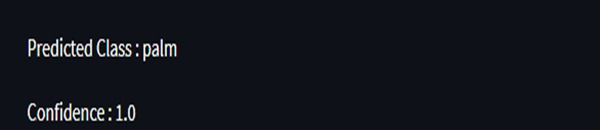 Predicted Class : palm
Confidence : 1.0